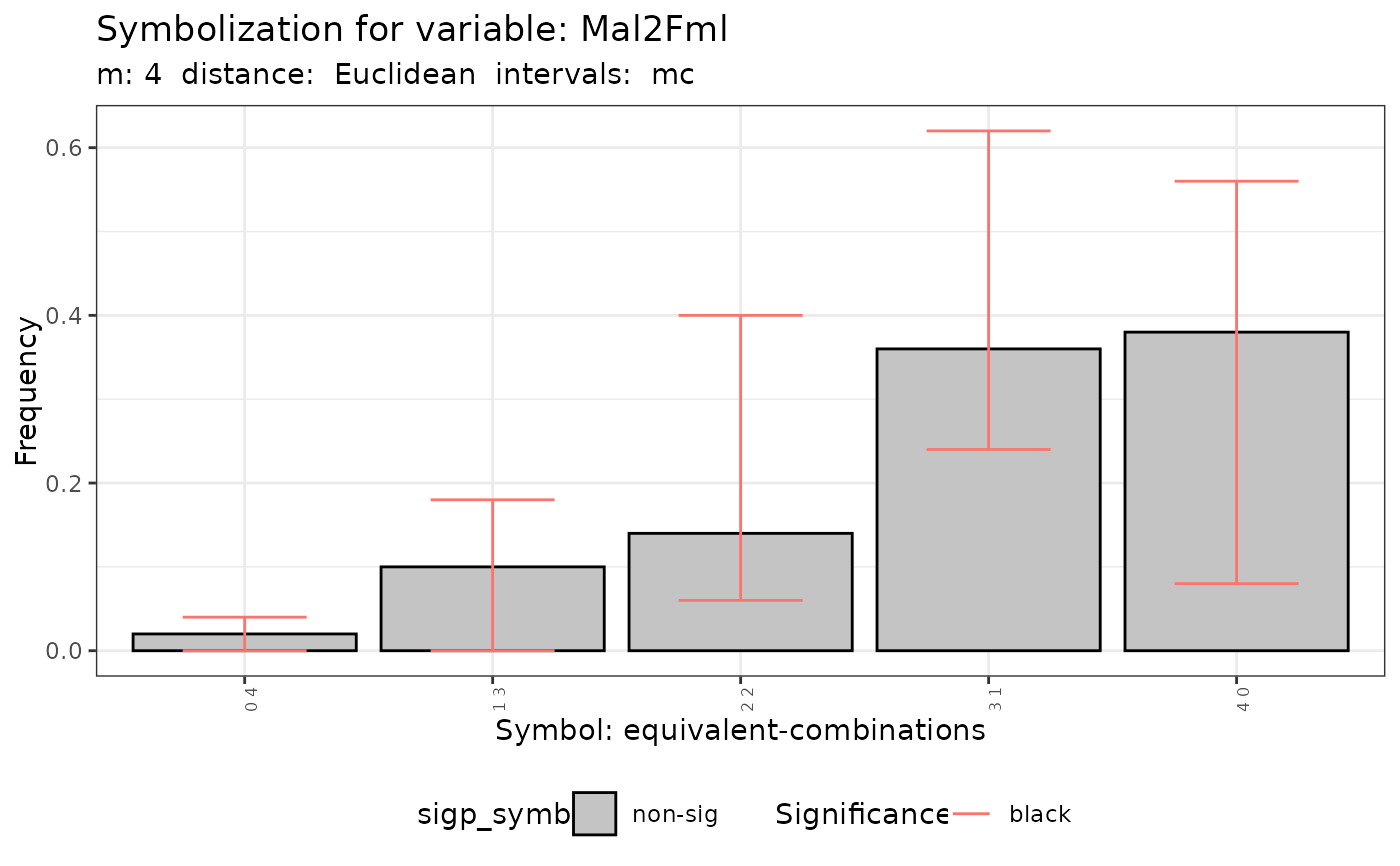 Symbolization for variable: Mal2Fml
m: 4  distance:  Euclidean  intervals:  mc
Frequency
0.6
0.4
0.2
0.0
0 4
1 3
2 2
3 1
4 0
Symbol: equivalent-combinations
sigp_symb non-sig Significance black